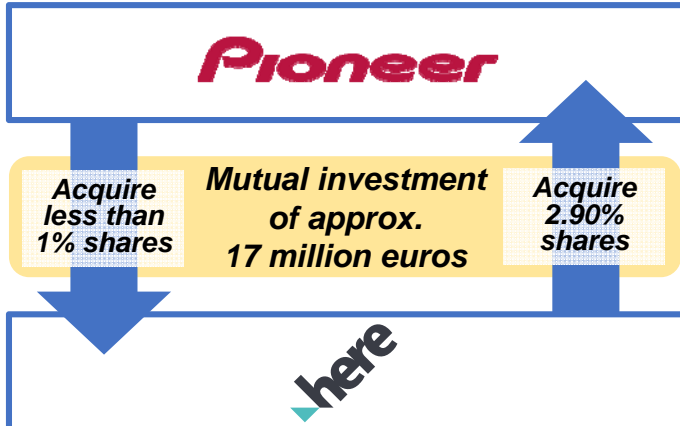 Pioneer
Acquire
less than
1% shares
Mutual investment
of approx.
17 million euros
Acquire
2.90%
shares
here